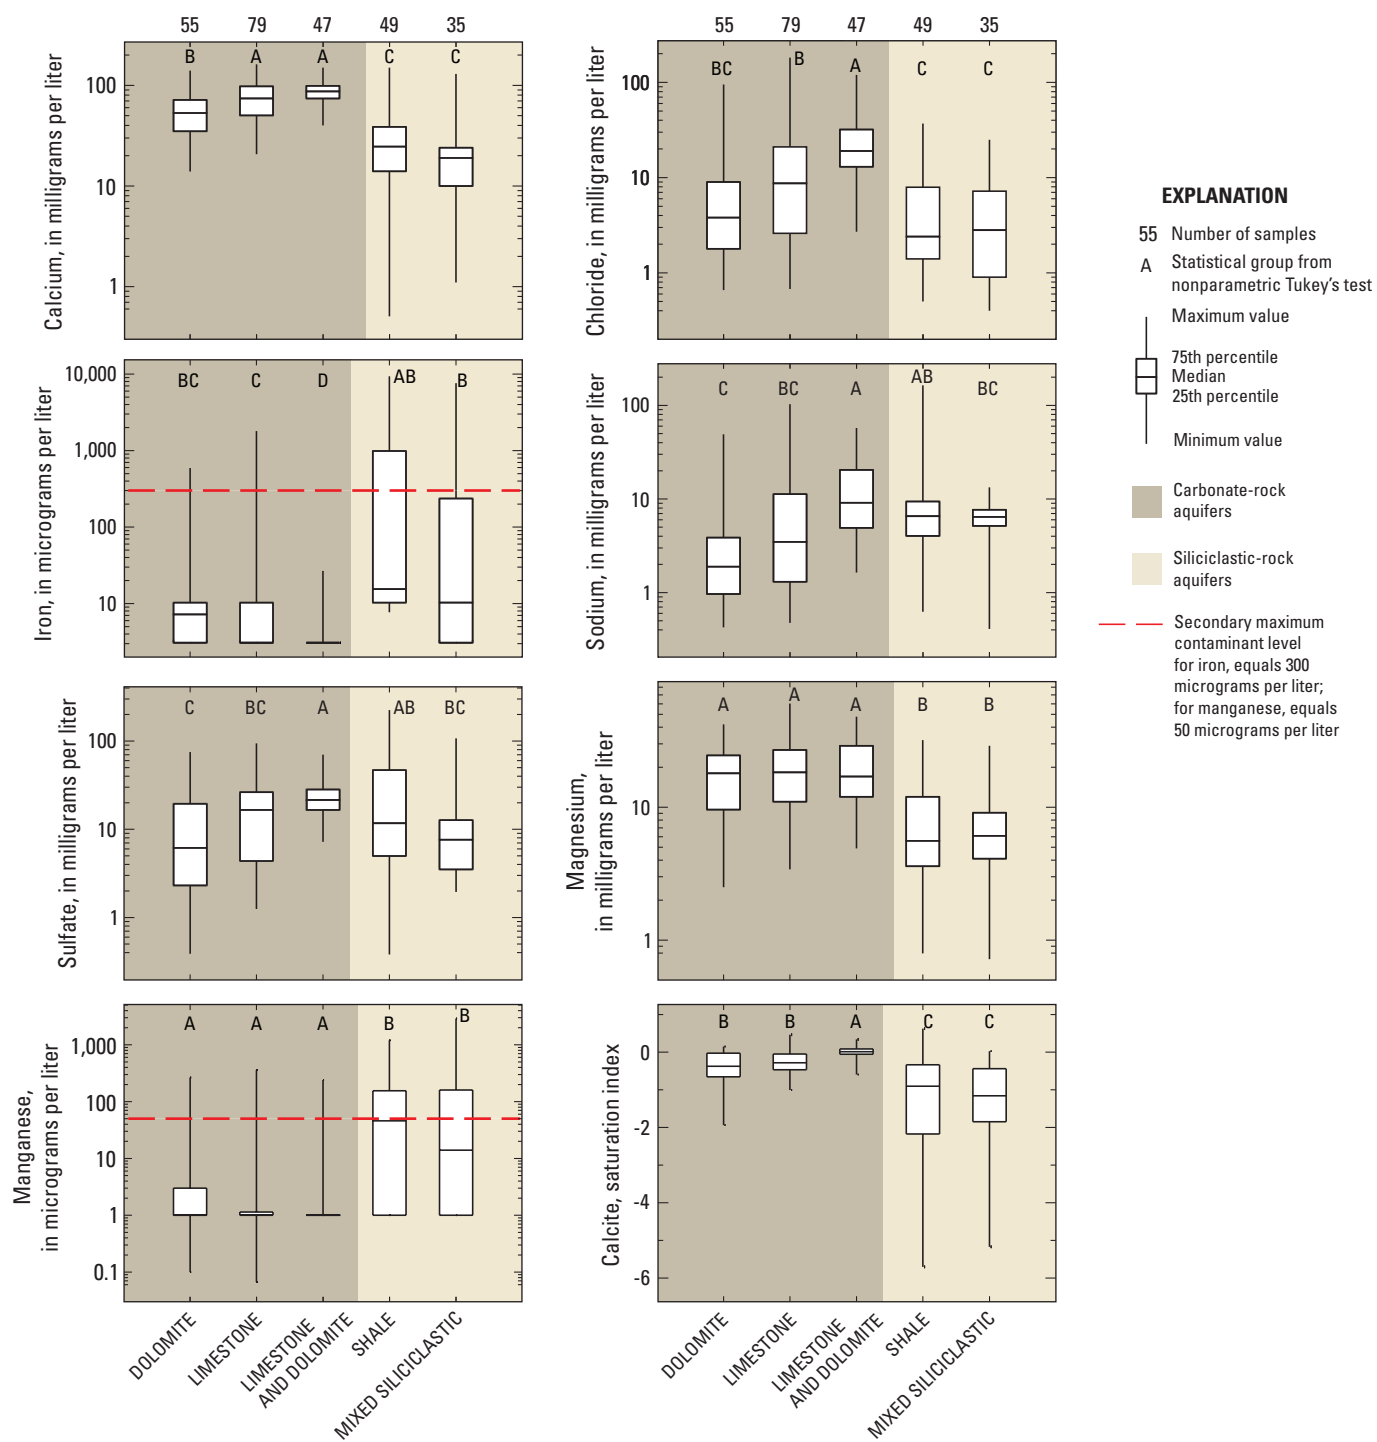 55 79 47 49 35
Calcium, in milligrams per liter
100
10
1
B A A C C
55 79 47 49 35
Chloride, in milligrams per liter
100
10
1
BC B A C C
Iron, in micrograms per liter
10,000
1,000
100
10
BC C D AB B
Sodium, in milligrams per liter
100
10
1
C BC A AB BC
Sulfate, in milligrams per liter
100
10
1
C BC A AB BC
Magnesium,
in milligrams per liter
10
1
A A A B B
Manganese,
in micrograms per liter
1,000
100
10
1
0.1
A A A B B
Calcite, saturation index
0
-2
-4
-6
B B A C C
DOLOMITE
LIMESTONE
LIMESTONE
AND DOLOMITE
SHALE
MIXED SILICICLASTIC
DOLOMITE
LIMESTONE
LIMESTONE
AND DOLOMITE
SHALE
MIXED SILICICLASTIC
EXPLANATION
55 Number of samples
A Statistical group from
nonparametric Tukey's test
Maximum value
75th percentile
Median
25th percentile
Minimum value
Carbonate-rock
aquifers
Siliciclastic-rock
aquifers
Secondary maximum
contaminant level
for iron, equals 300
micrograms per liter;
for manganese, equals
50 micrograms per liter